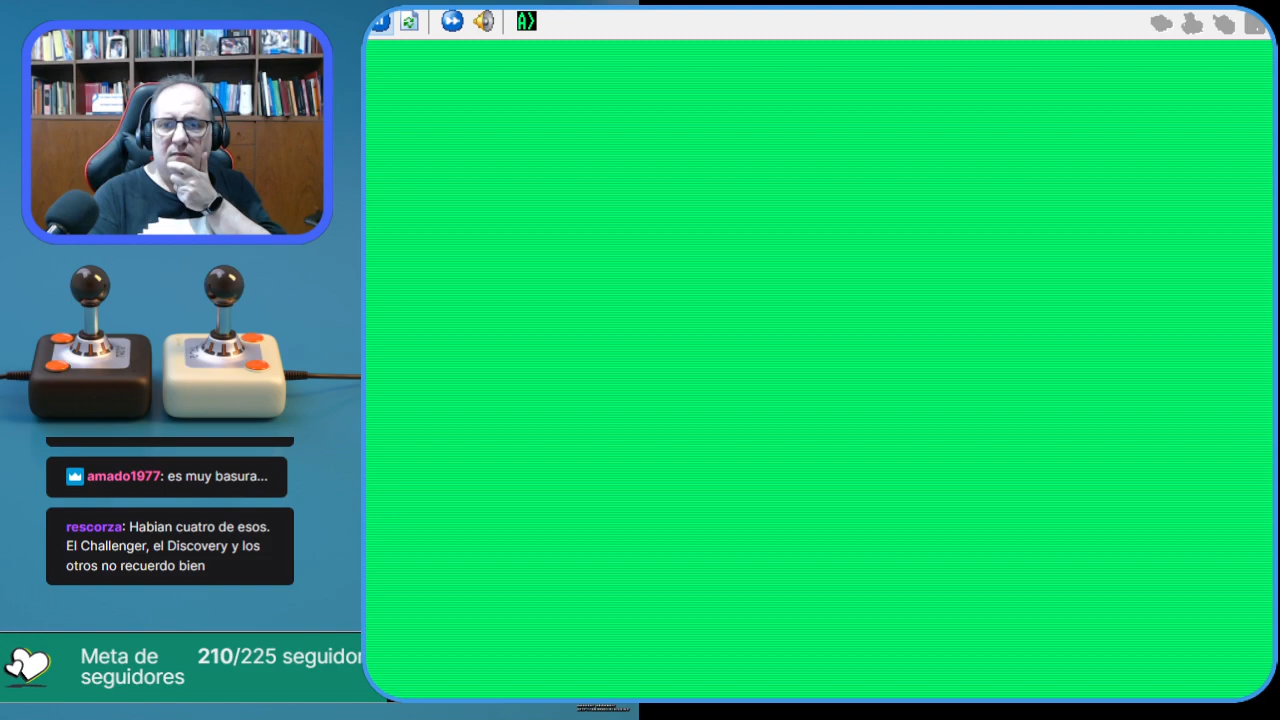 A>
amado1977: es muy basura...
rescorza: Habian cuatro de esos.
El Challenger, el Discovery y los
otros no recuerdo bien
Meta de
seguidores
210/225 seguidor